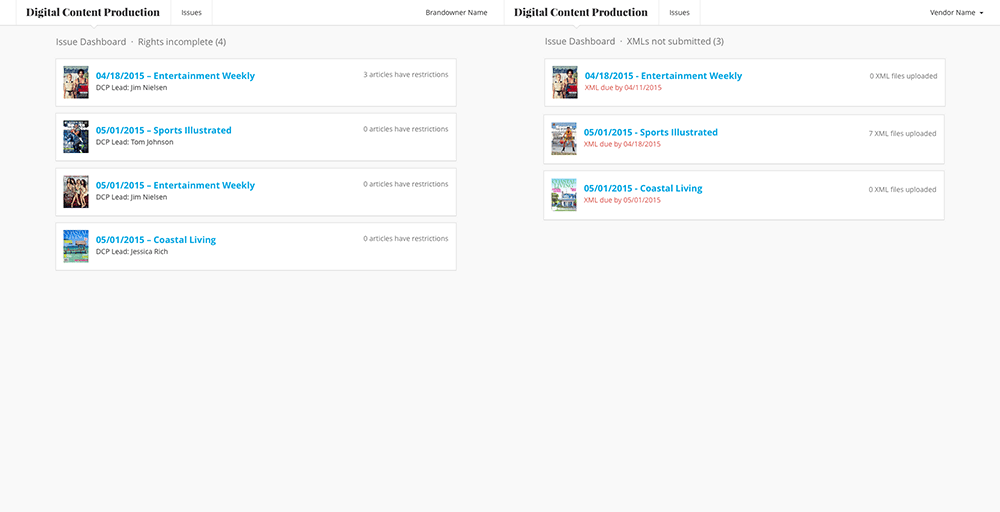 Digital Content Production
Issues
Brandowner Name
Issue Dashboard · Rights incomplete (4)
04/18/2015 – Entertainment Weekly
3 articles have restrictions
DCP Lead: Jim Nielsen
05/01/2015 – Sports Illustrated
0 articles have restrictions
DCP Lead: Tom Johnson
05/01/2015 – Entertainment Weekly
0 articles have restrictions
DCP Lead: Jim Nielsen
05/01/2015 – Coastal Living
0 articles have restrictions
DCP Lead: Jessica Rich
Digital Content Production
Issues
Vendor Name
Issue Dashboard · XMLs not submitted (3)
04/18/2015 - Entertainment Weekly
0 XML files uploaded
XML due by 04/11/2015
05/01/2015 - Sports Illustrated
7 XML files uploaded
XML due by 04/18/2015
05/01/2015 - Coastal Living
0 XML files uploaded
XML due by 05/01/2015